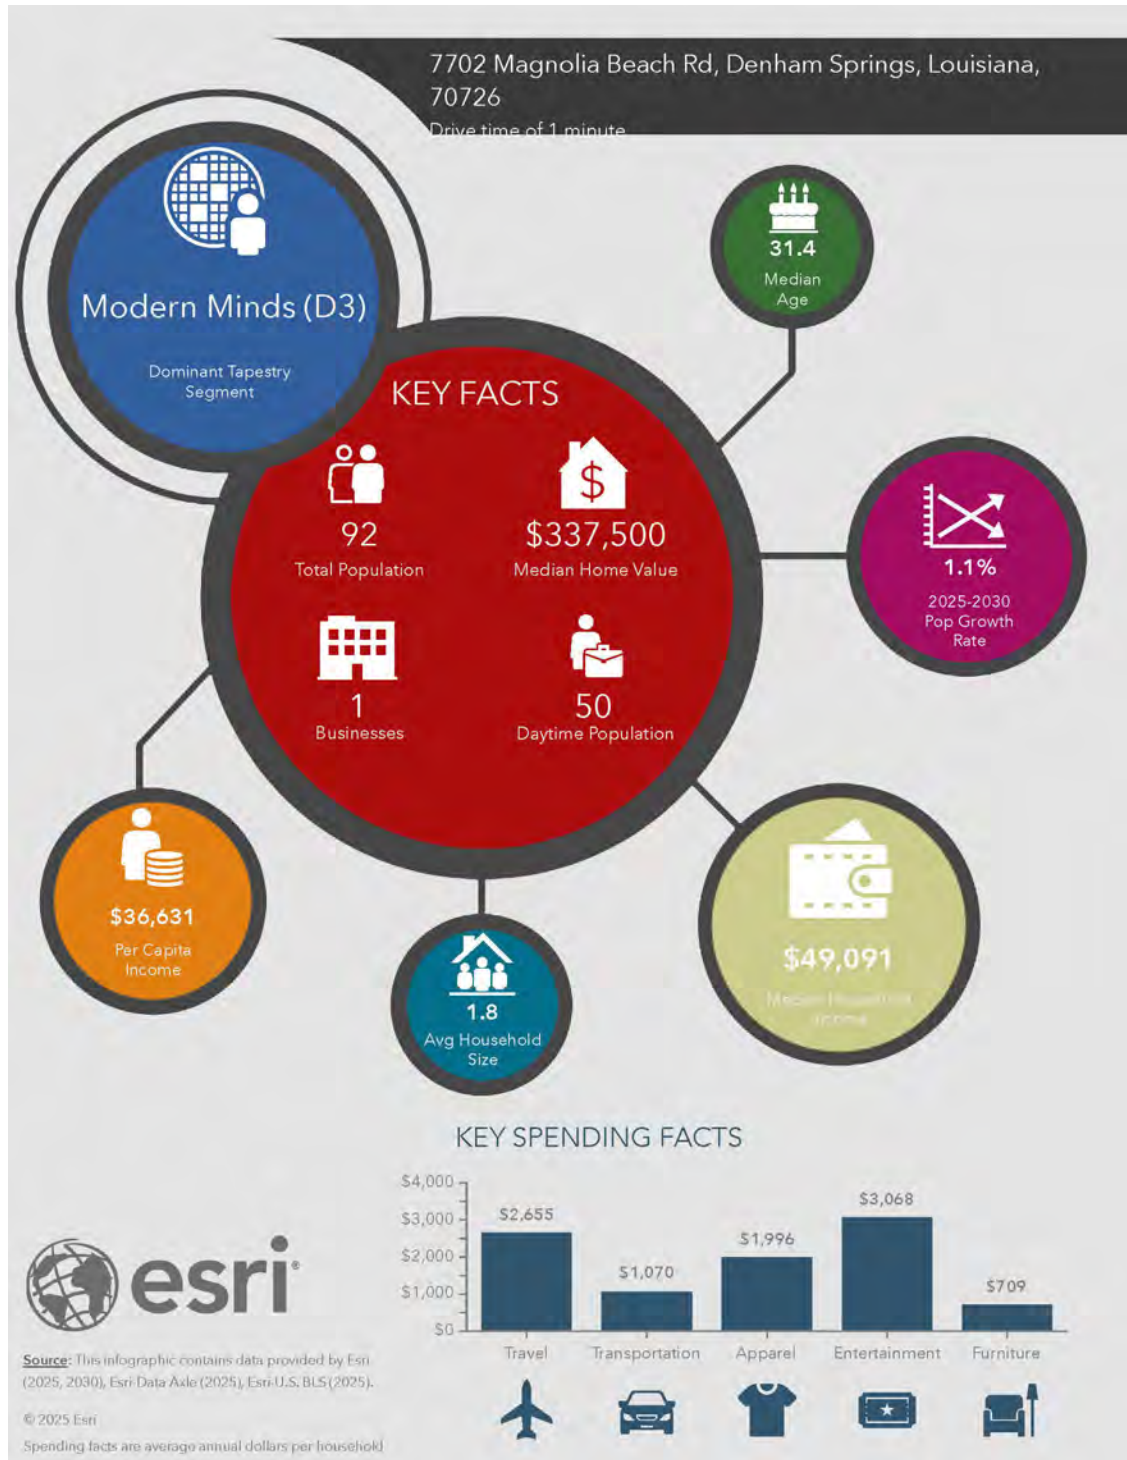 7702 Magnolia Beach Rd, Denham Springs, Louisiana,
70726
Drive time of 1 minute
Modern Minds (D3)
Dominant Tapestry
Segment
31.4
Median
Age
KEY FACTS
92
Total Population
$
$337,500
Median Home Value
1
Businesses
50
Daytime Population
1.1%
2025-2030
Pop Growth
Rate
$36,631
Per Capita
Income
1.8
Avg Household
Size
$49,091
Median Household
Income
KEY SPENDING FACTS
$4,000
$3,000
$2,000
$1,000
$0
$2,655
$1,070
$1,996
$3,068
$709
Travel
Transportation
Apparel
Entertainment
Furniture
esri®
Source: This infographic contains data provided by Esri
(2025, 2030), Esri-Data Axle (2025), Esri-U.S. BLS (2025).
© 2025 Esri
Spending facts are average annual dollars per household